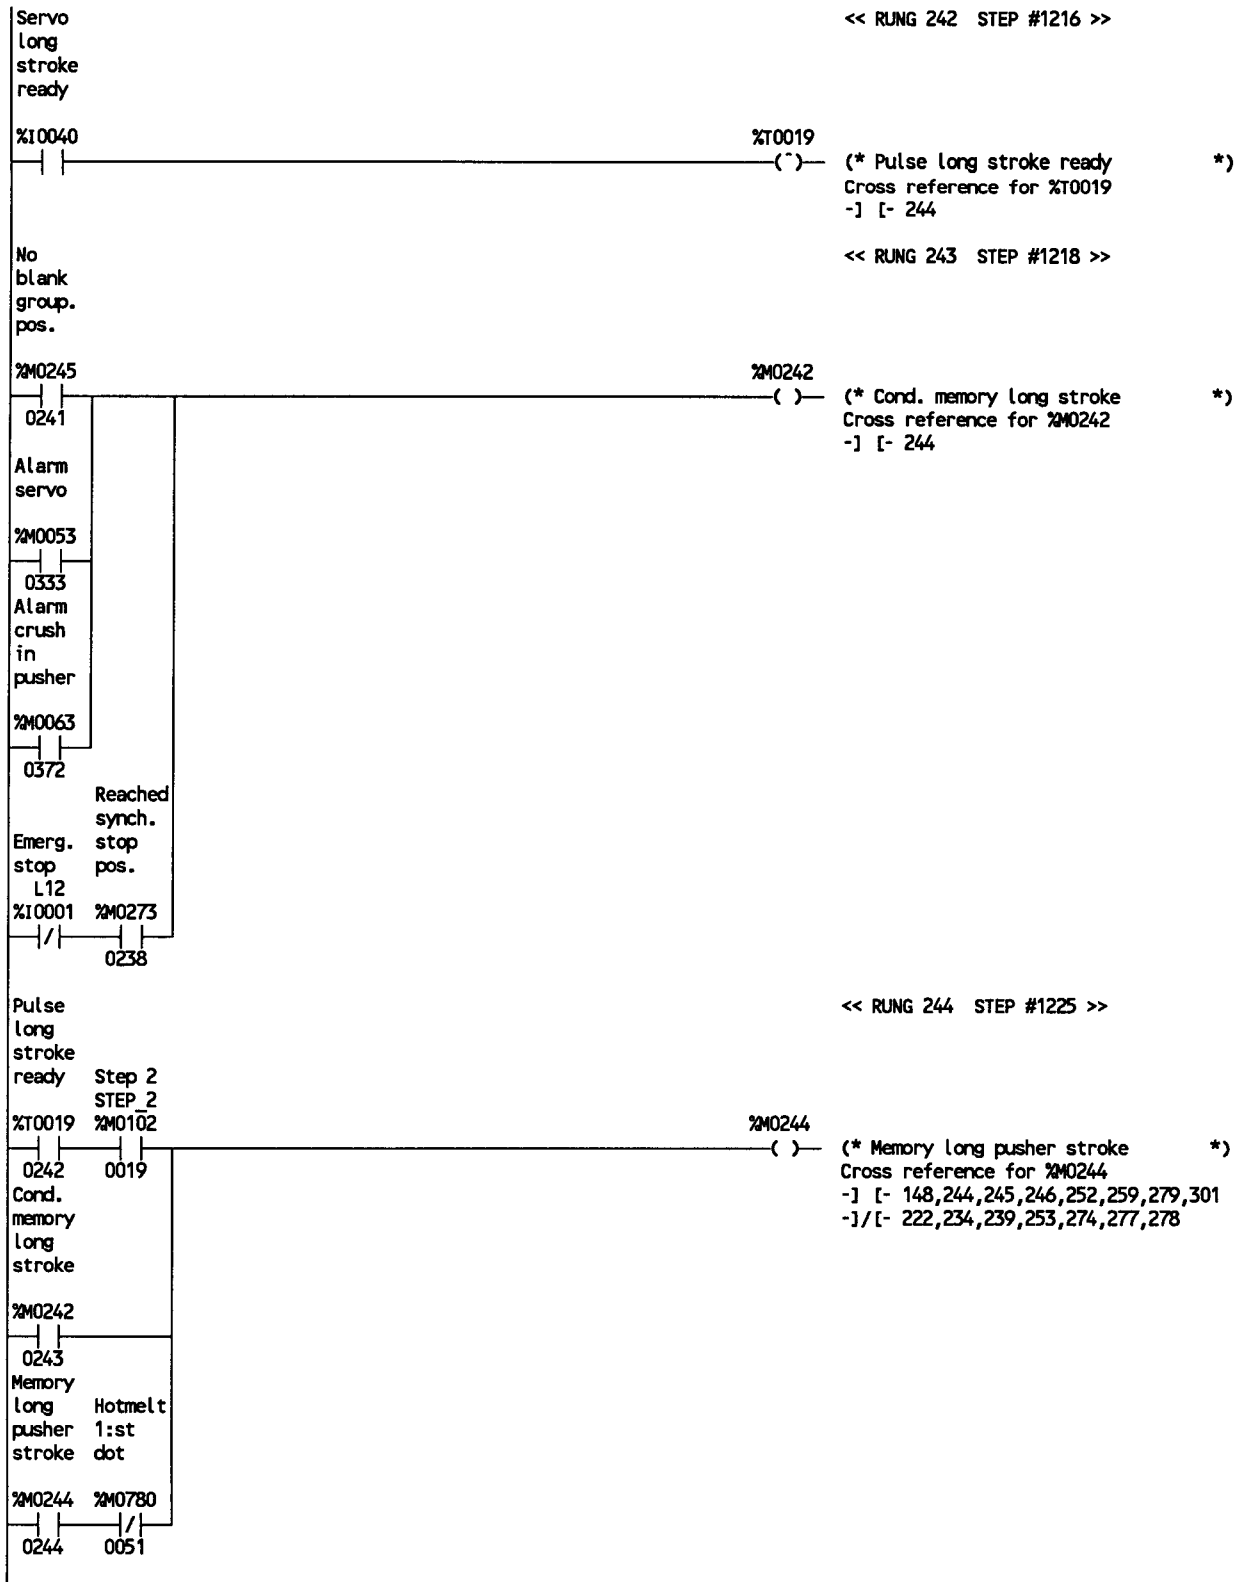 Servo
long
stroke
ready
<< RUNG 242 STEP #1216 >>
%I0040
%T0019
(^)
(* Pulse long stroke ready *)
Cross reference for %T0019
-] [- 244
No
blank
group.
pos.
<< RUNG 243 STEP #1218 >>
%M0245
%M0242
( )
(* Cond. memory long stroke *)
0241
Cross reference for %M0242
-] [- 244
Alarm
servo
%M0053
0333
Alarm
crush
in
pusher
%M0063
0372
Reached
synch.
Emerg. stop
stop pos.
L12
%I0001 %M0273
/
0238
Pulse
long
stroke
ready Step 2
<< RUNG 244 STEP #1225 >>
STEP_2
%T0019 %M0102
%M0244
( )
(* Memory long pusher stroke *)
0242 0019
Cross reference for %M0244
-] [- 148,244,245,246,252,259,279,301
-]/[- 222,234,239,253,274,277,278
Cond.
memory
long
stroke
%M0242
0243
Memory
long Hotmelt
pusher 1:st
stroke dot
%M0244 %M0780
/
0244 0051